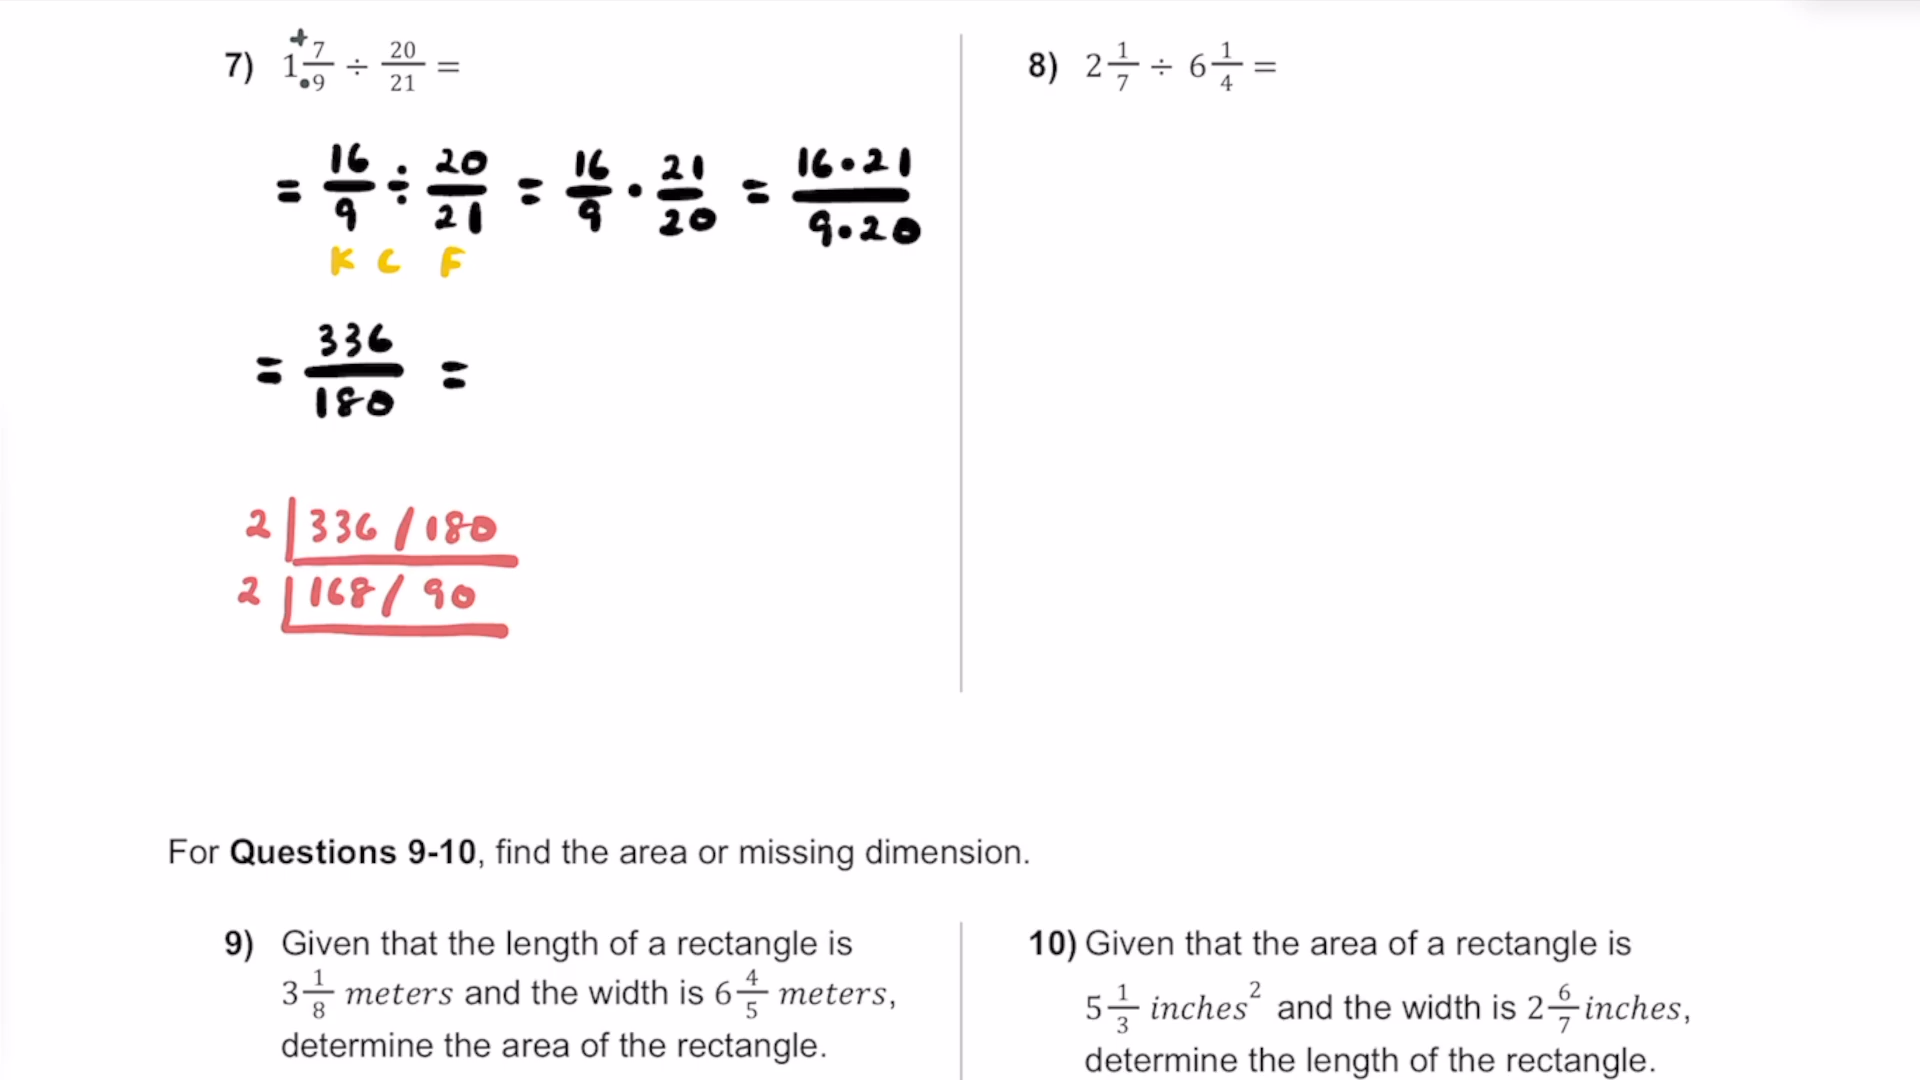 7) 1 7/9 ÷ 20/21 =
+
•
= 16/9 ÷ 20/21 = 16/9 • 21/20 = 16•21/9•20
K C F
= 336/180 =
2 | 336 / 180
2 | 168 / 90
8) 2 1/7 ÷ 6 1/4 =
For Questions 9-10, find the area or missing dimension.
9) Given that the length of a rectangle is
3 1/8 meters and the width is 6 4/5 meters,
determine the area of the rectangle.
10) Given that the area of a rectangle is
5 1/3 inches² and the width is 2 6/7 inches,
determine the length of the rectangle.